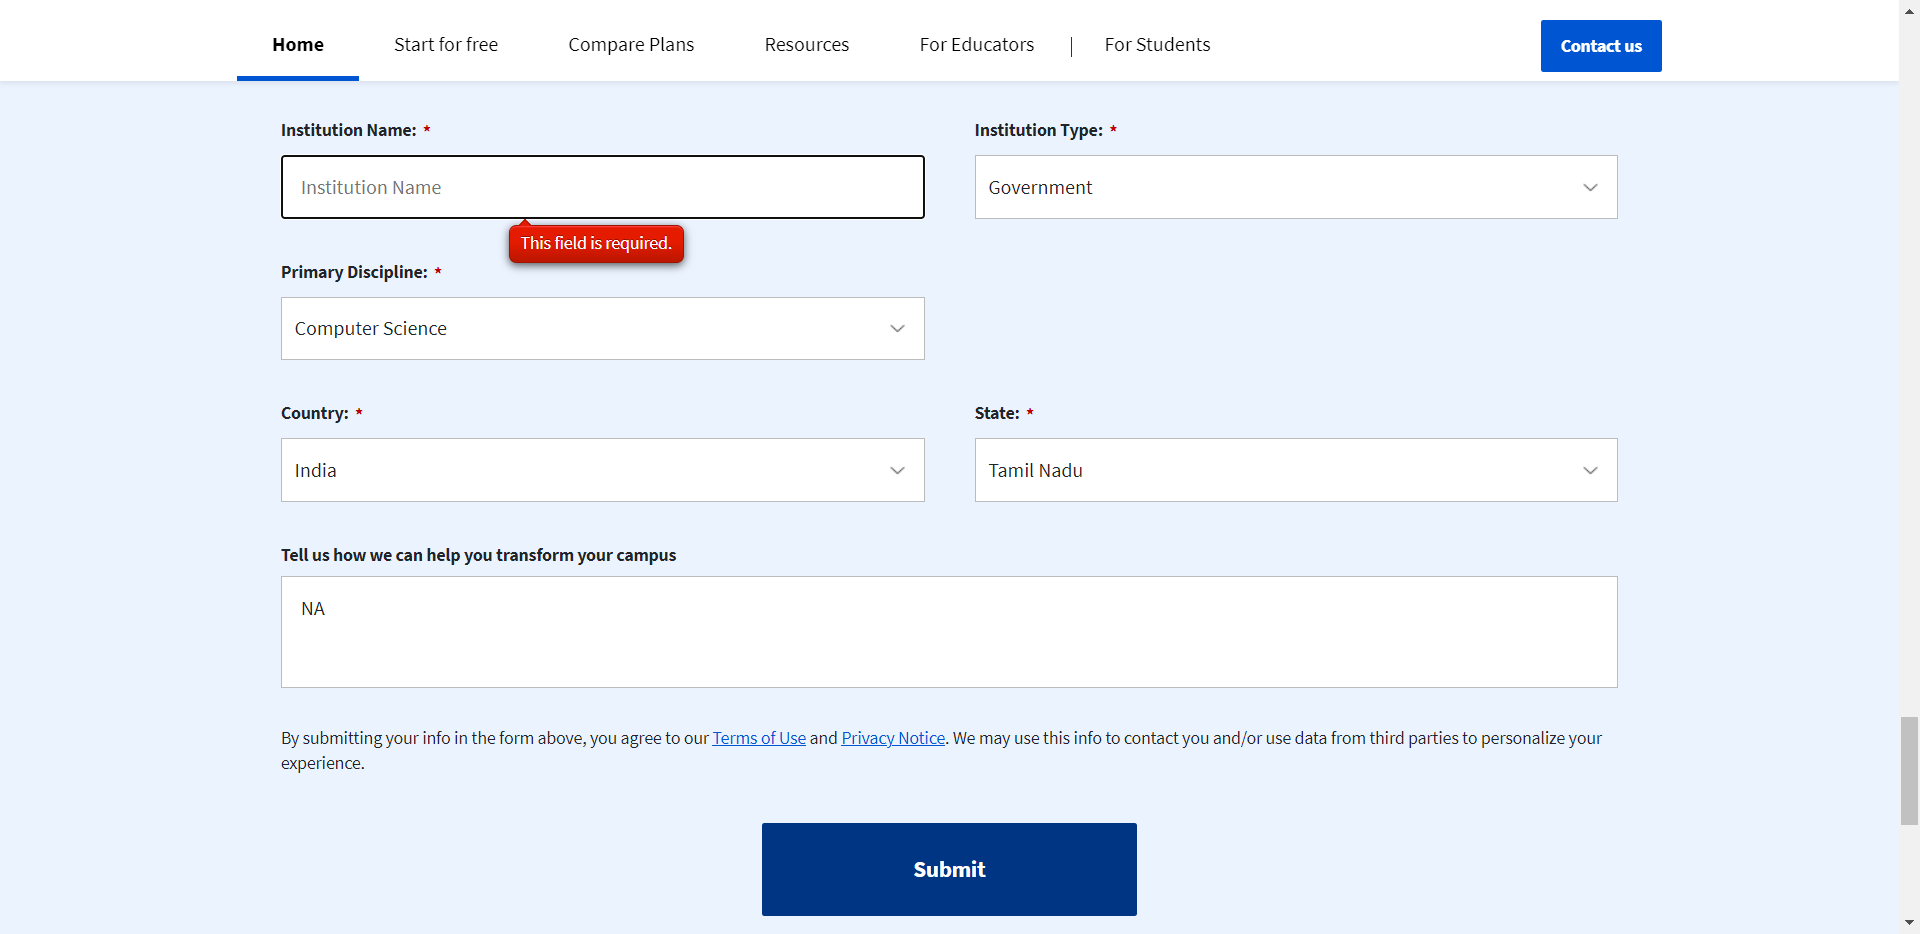 Home Start for free Compare Plans Resources For Educators | For Students Contact us
Institution Name: * Institution Type: *
Institution Name Government
This field is required.
Primary Discipline: *
Computer Science
Country: * State: *
India Tamil Nadu
Tell us how we can help you transform your campus
NA
By submitting your info in the form above, you agree to our Terms of Use and Privacy Notice. We may use this info to contact you and/or use data from third parties to personalize your
experience.
Submit